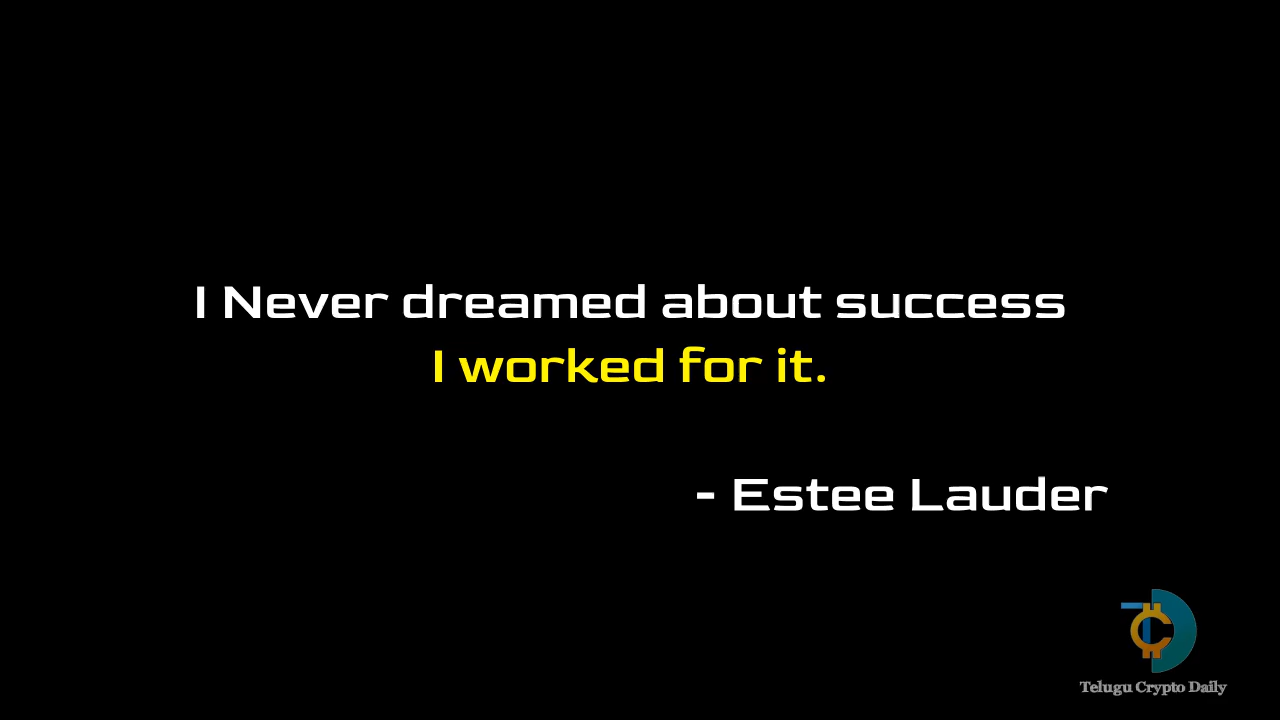 I Never dreamed about success
I worked for it.
- Estee Lauder
Telugu Crypto Daily